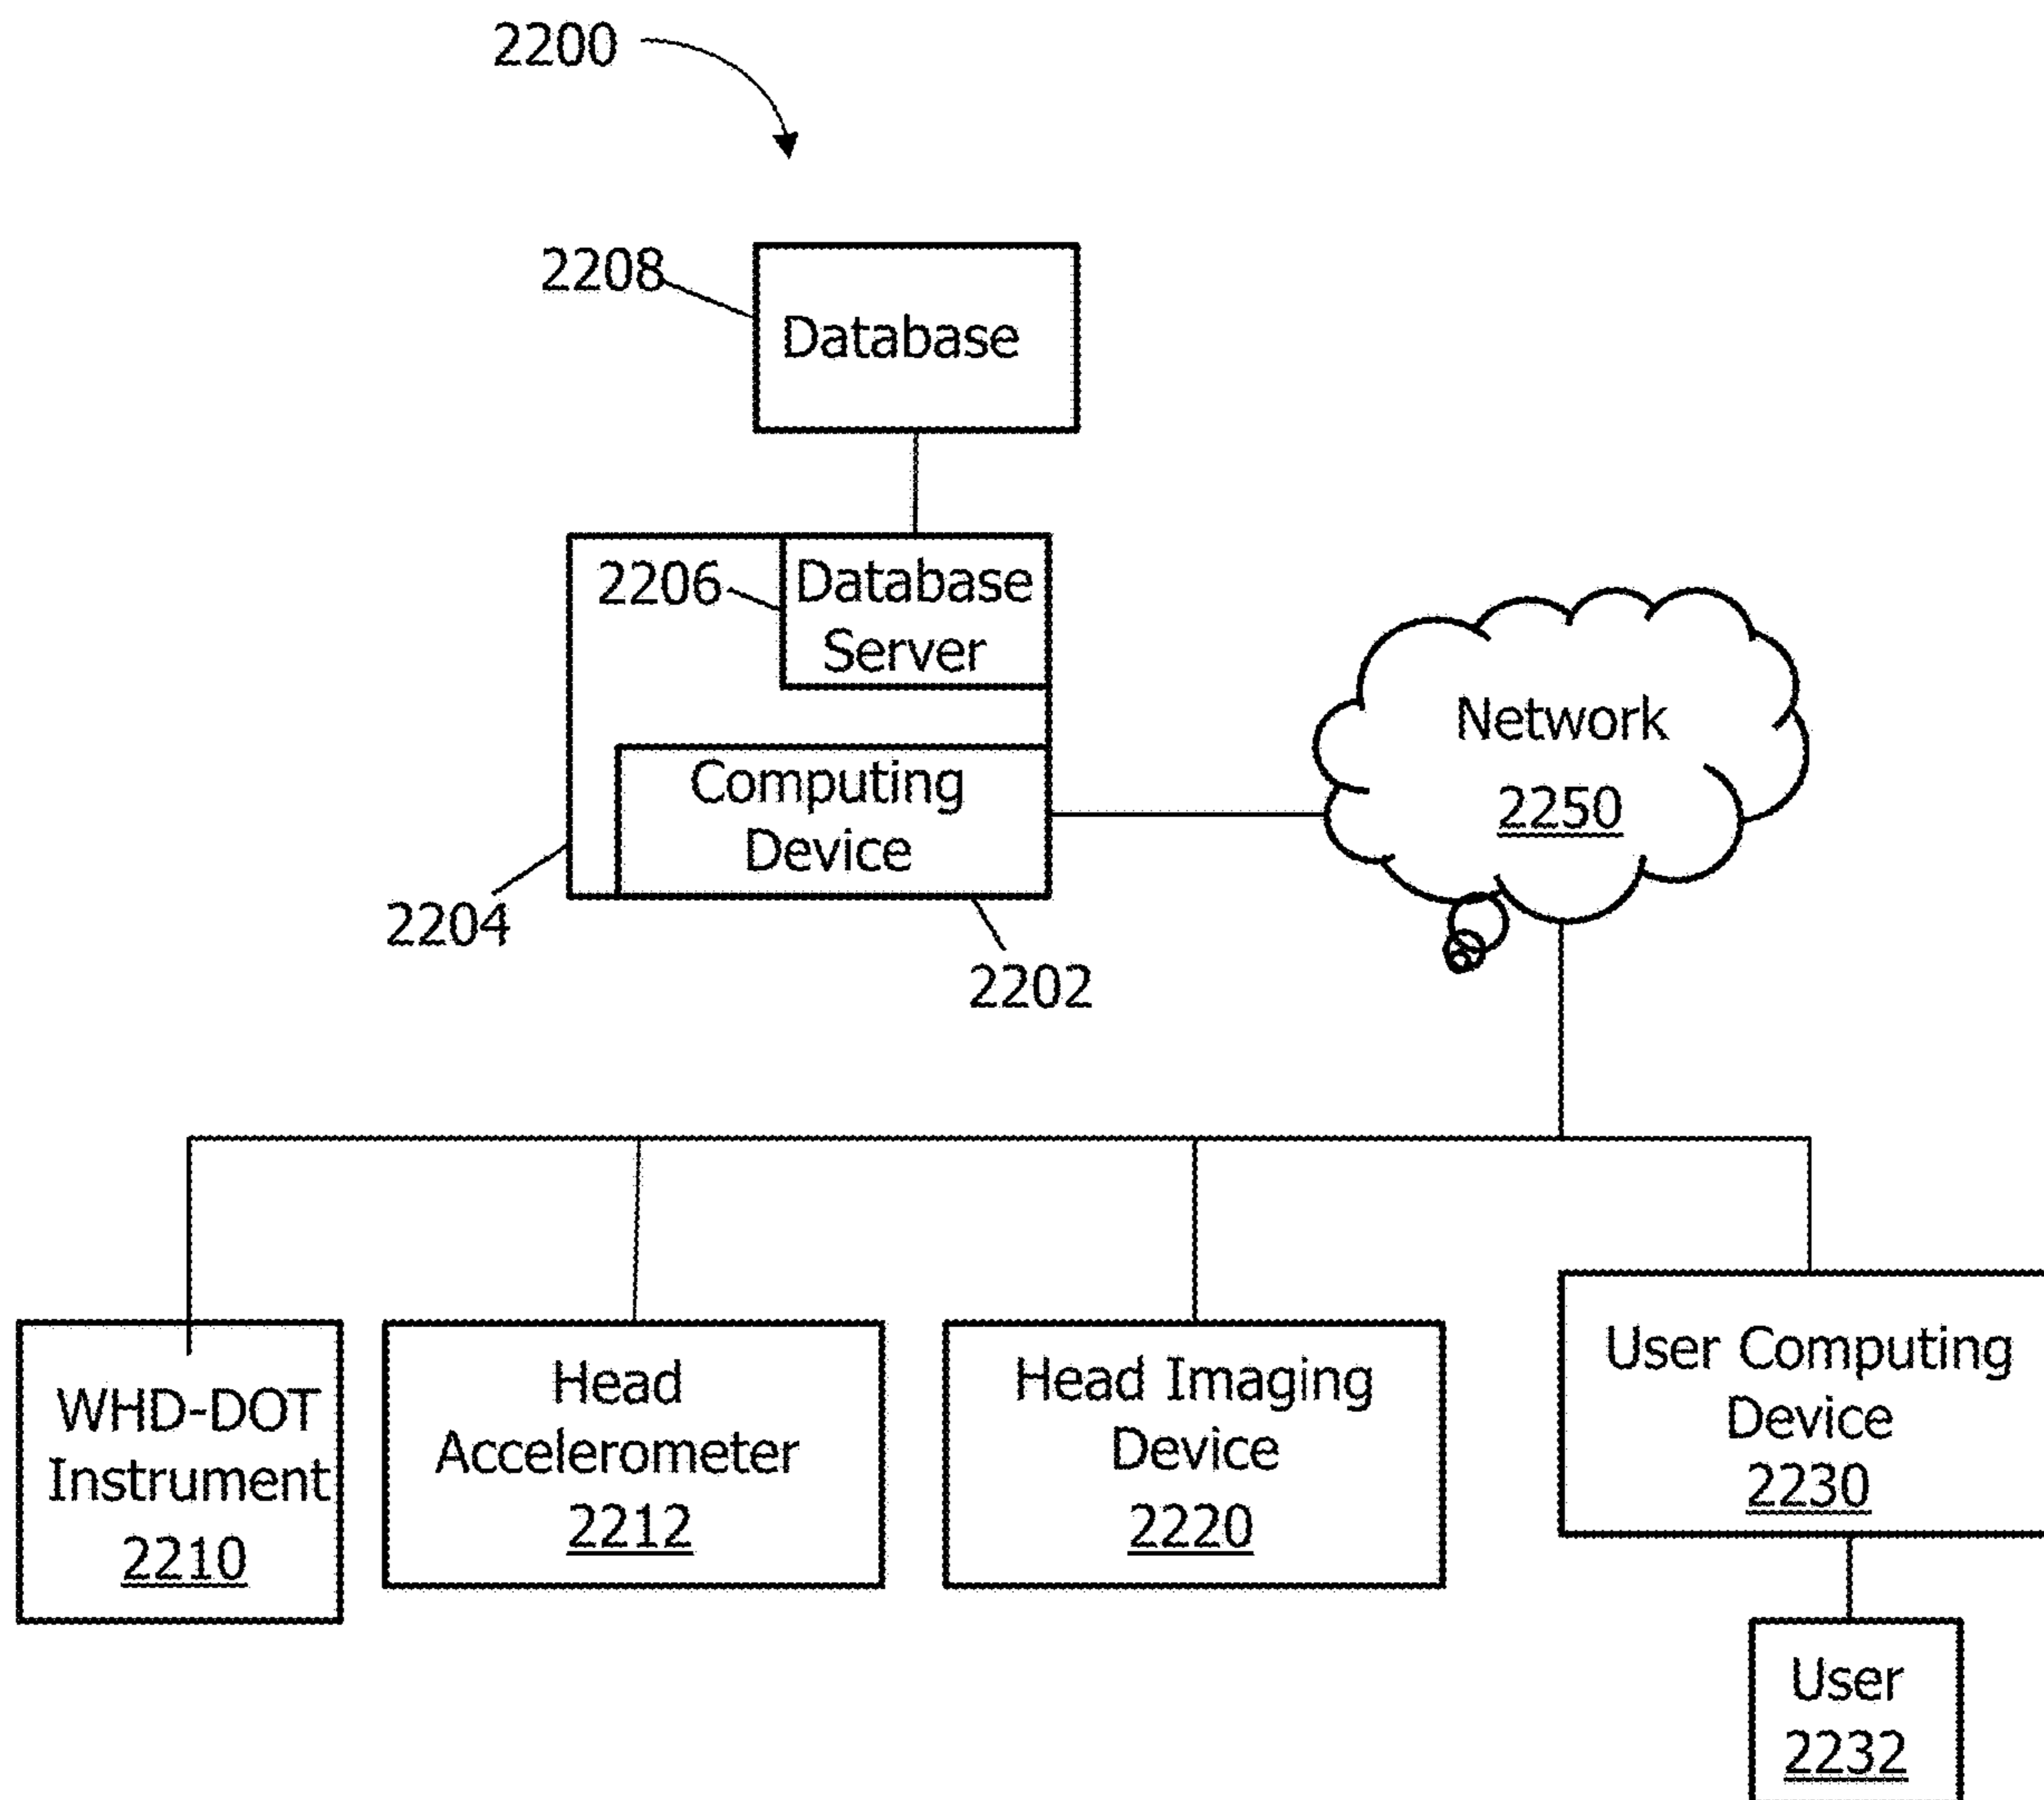 2200
2208
Database
2206
Database
Server
Computing
Device
2204
2202
Network
2250
WHD-DOT
Instrument
2210
Head
Accelerometer
2212
Head Imaging
Device
2220
User Computing
Device
2230
User
2232